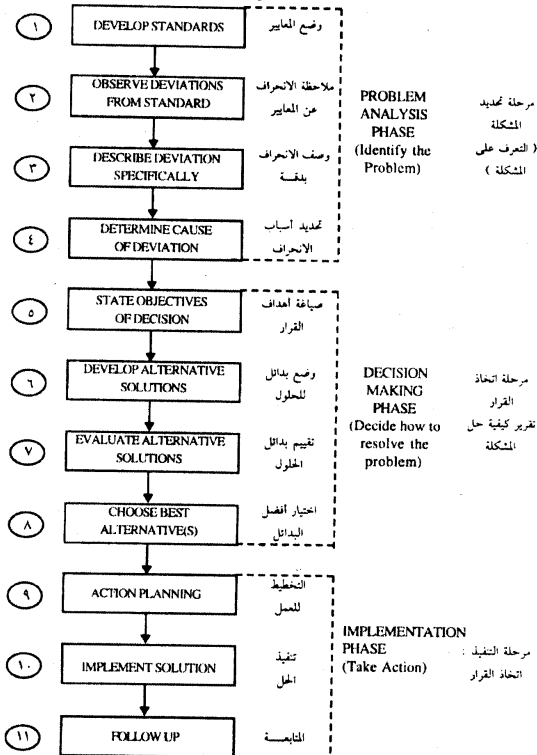 ١
DEVELOP STANDARDS
وضع المعايير
٢
OBSERVE DEVIATIONS
FROM STANDARD
ملاحظة الانحراف
عن المعايير
٣
DESCRIBE DEVIATION
SPECIFICALLY
وصف الانحراف
بدقـــة
٤
DETERMINE CAUSE
OF DEVIATION
تحديد أسباب
الانحراف
PROBLEM
ANALYSIS
PHASE
(Identify the
Problem)
مرحلة تحديد
المشكلة
( التعرف على
المشكلة )
٥
STATE OBJECTIVES
OF DECISION
صياغة أهداف
القرار
٦
DEVELOP ALTERNATIVE
SOLUTIONS
وضع بدائل
للحلول
٧
EVALUATE ALTERNATIVE
SOLUTIONS
تقييم بدائل
الحلول
٨
CHOOSE BEST
ALTERNATIVE(S)
اختيار أفضل
البدائل
DECISION
MAKING
PHASE
(Decide how to
resolve the
problem)
مرحلة اتخاذ
القرار
تقرير كيفية حل
المشكلة
٩
ACTION PLANNING
التخطيط
للعمل
١٠
IMPLEMENT SOLUTION
تنفيذ
الحل
١١
FOLLOW UP
المتابعـــة
IMPLEMENTATION
PHASE
(Take Action)
مرحلة التنفيذ :
اتخاذ القرار